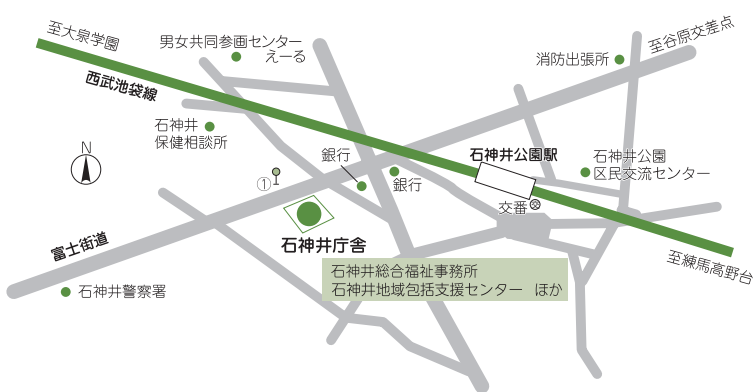 至大泉学園
男女共同参画センター
えーる
消防出張所
至谷原交差点
西武池袋線
石神井
保健相談所
N
銀行
石神井公園駅
石神井公園
区民交流センター
①
銀行
交番
石神井庁舎
富士街道
石神井総合福祉事務所
石神井地域包括支援センター ほか
至練馬高野台
石神井警察署